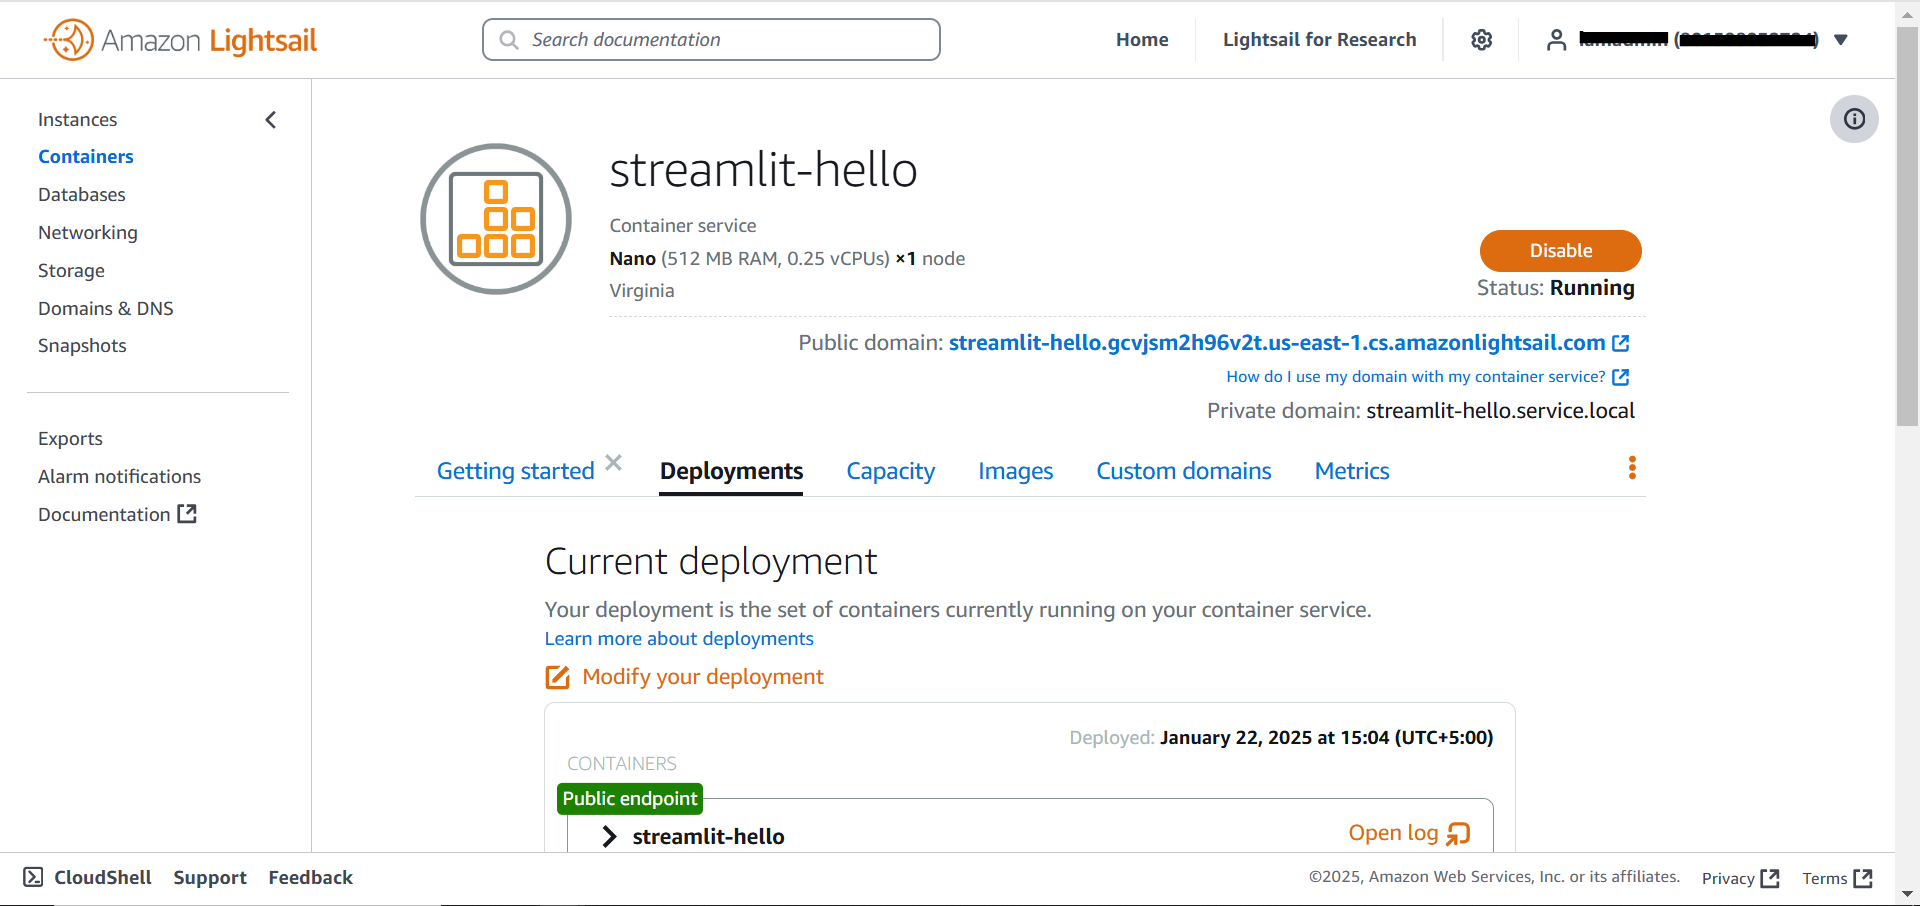 Amazon Lightsail
Search documentation
Home
Lightsail for Research
Instances
Containers
Databases
Networking
Storage
Domains & DNS
Snapshots
Exports
Alarm notifications
Documentation
streamlit-hello
Container service
Nano (512 MB RAM, 0.25 vCPUs) ×1 node
Virginia
Disable
Status: Running
Public domain: streamlit-hello.gcvjsm2h96v2t.us-east-1.cs.amazonlightsail.com
How do I use my domain with my container service?
Private domain: streamlit-hello.service.local
Getting started
Deployments
Capacity
Images
Custom domains
Metrics
Current deployment
Your deployment is the set of containers currently running on your container service.
Learn more about deployments
Modify your deployment
Deployed: January 22, 2025 at 15:04 (UTC+5:00)
CONTAINERS
Public endpoint
streamlit-hello
Open log
CloudShell
Support
Feedback
©2025, Amazon Web Services, Inc. or its affiliates.
Privacy
Terms